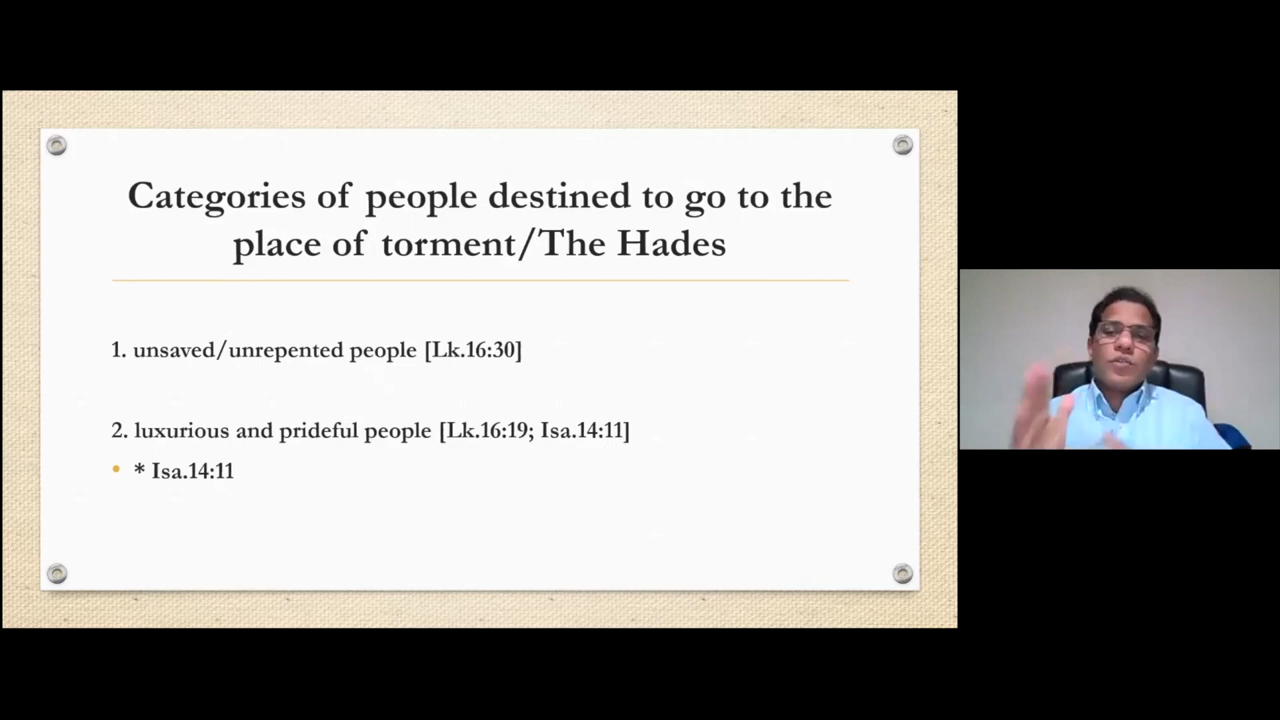 Categories of people destined to go to the
place of torment/The Hades
1. unsaved/unrepented people [Lk.16:30]
2. luxurious and prideful people [Lk.16:19; Isa.14:11]
• * Isa.14:11